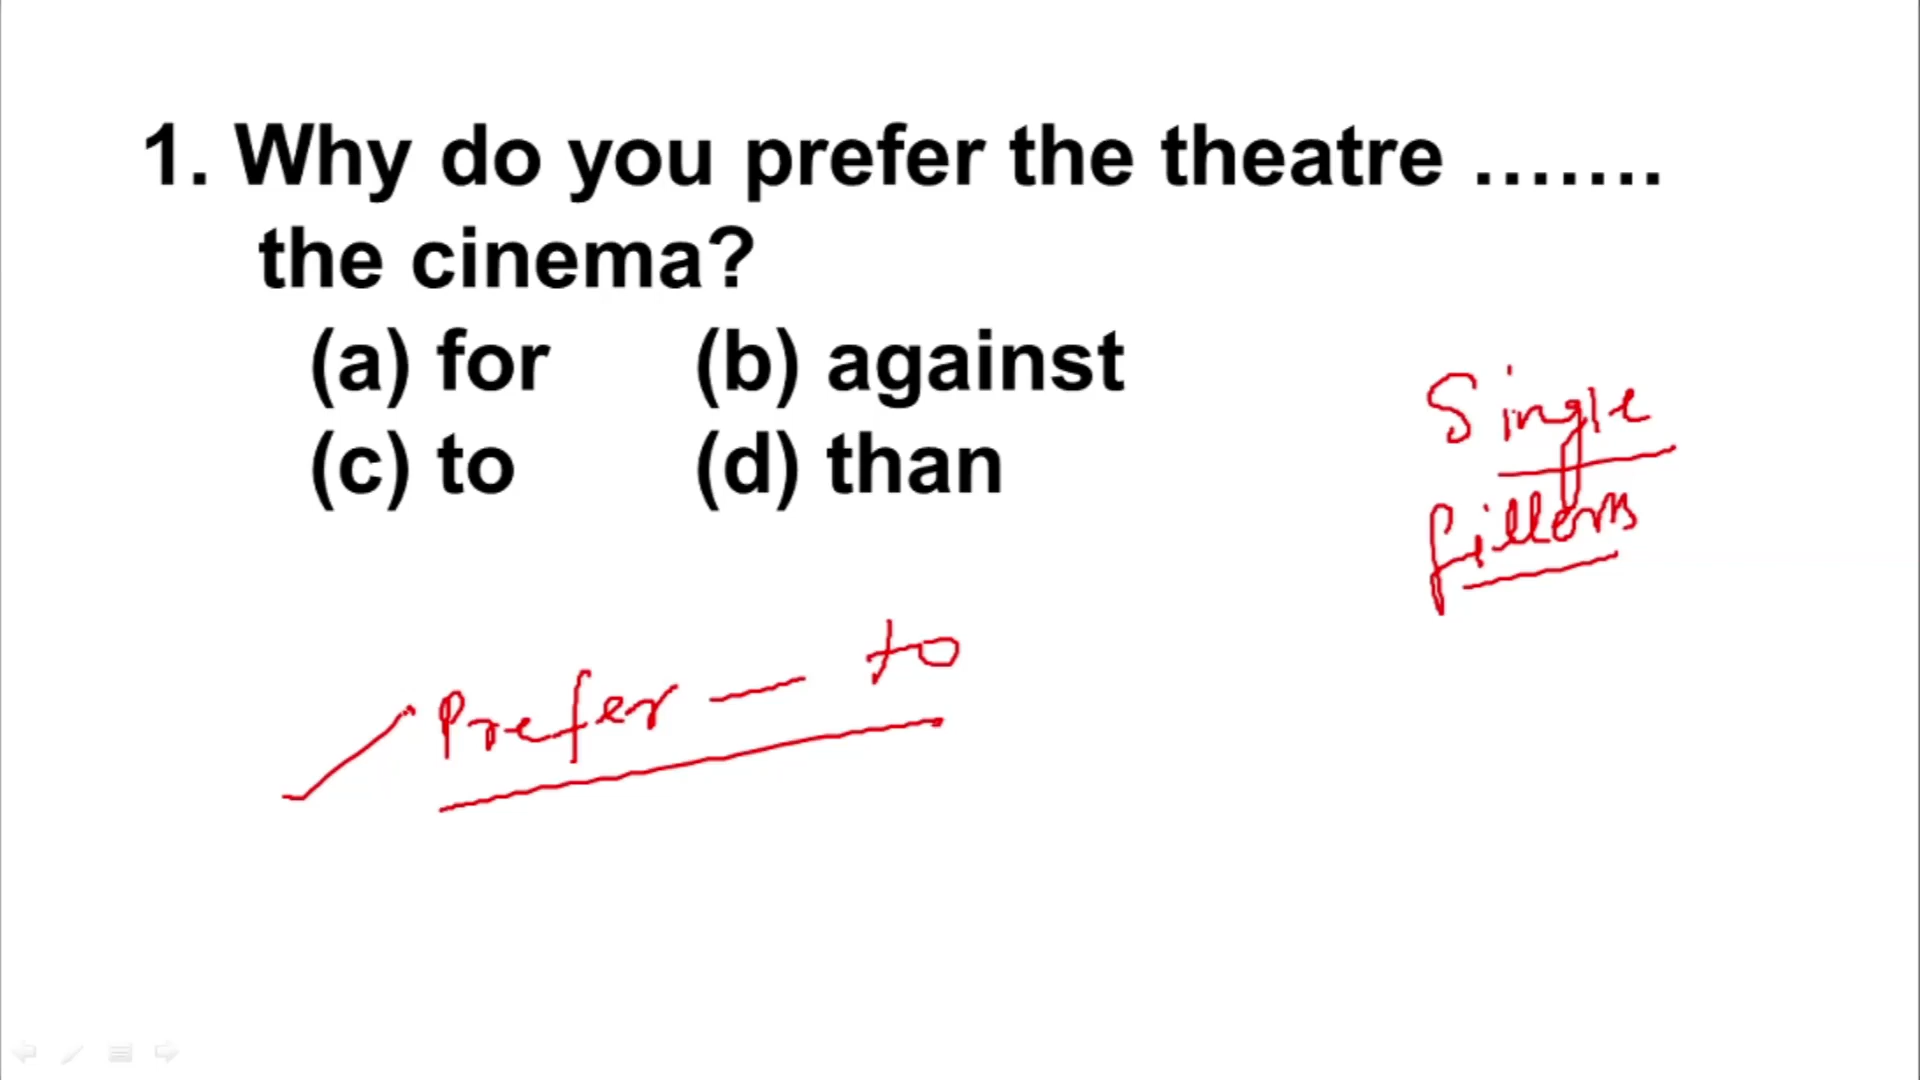 1. Why do you prefer the theatre .......
the cinema?
(a) for (b) against
(c) to (d) than
Single
fillers
Prefer — to